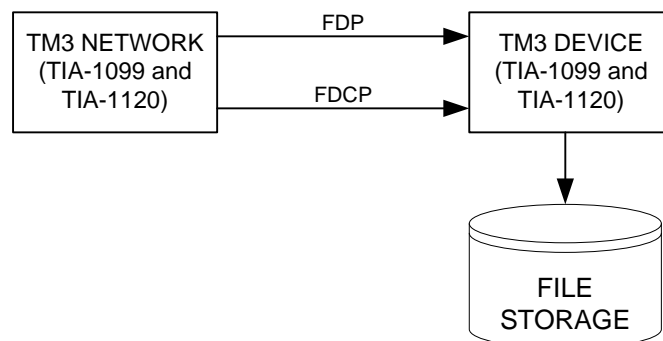 TM3 NETWORK
(TIA-1099 and
TIA-1120)
FDP
FDCP
TM3 DEVICE
(TIA-1099 and
TIA-1120)
FILE
STORAGE